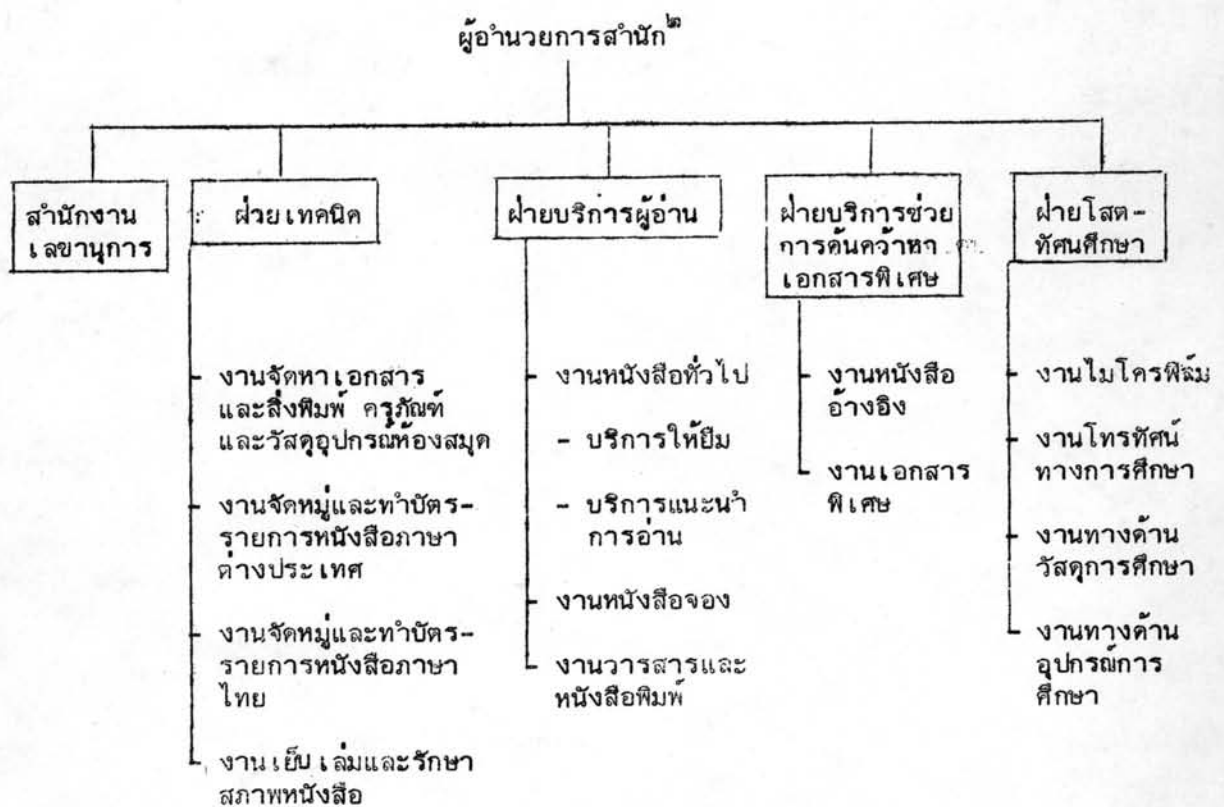 ผู้อำนวยการสำนัก๒
สำนักงาน
เลขานุการ
ฝ่วยเทคนิค
ฝ่ายบริการผู้อ่าน
ฝ่ายบริการช่วย
การค้นคว้าหา
เอกสารพิเศษ
ฝ่ายโสต-
ทัศนศึกษา
- งานจัดหาเอกสาร
และสิ่งพิมพ์ ครุภัณฑ์
และวัสดุอุปกรณ์ห้องสมุด
- งานจัดหมู่และทำบัตร-
รายการหนังสือภาษา
ต่างประเทศ
- งานจัดหมู่และทำบัตร-
รายการหนังสือภาษา
ไทย
- งานเย็บเล่มและรักษา
สภาพหนังสือ
- งานหนังสือทั่วไป
- บริการให้ยืม
- บริการแนะนำ
การอ่าน
- งานหนังสือจอง
- งานวารสารและ
หนังสือพิมพ์
- งานหนังสือ
อ้างอิง
- งานเอกสาร
พิเศษ
- งานไมโครฟิล์ม
- งานโทรทัศน์
ทางการศึกษา
- งานทางด้าน
วัสดุการศึกษา
- งานทางด้าน
อุปกรณ์การ
ศึกษา